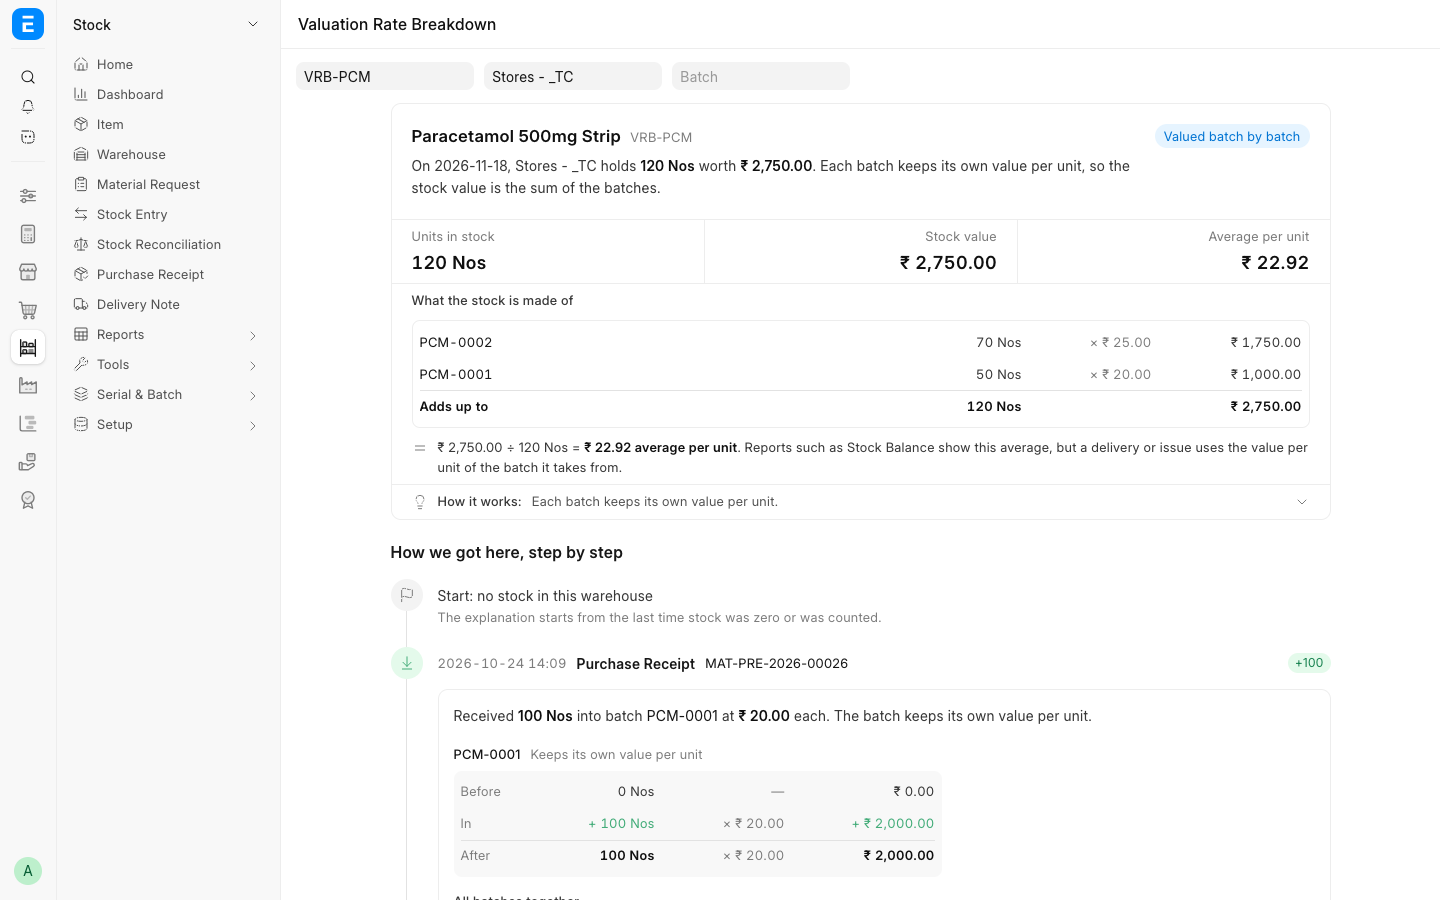 Stock
Valuation Rate Breakdown
Home
Dashboard
Item
Warehouse
Material Request
Stock Entry
Stock Reconciliation
Purchase Receipt
Delivery Note
Reports
Tools
Serial & Batch
Setup
A
VRB-PCM
Stores - _TC
Batch
Paracetamol 500mg Strip VRB-PCM
Valued batch by batch
On 2026-11-18, Stores - _TC holds 120 Nos worth ₹ 2,750.00. Each batch keeps its own value per unit, so the
stock value is the sum of the batches.
Units in stock
120 Nos
Stock value
₹ 2,750.00
Average per unit
₹ 22.92
What the stock is made of
PCM-0002 70 Nos × ₹ 25.00 ₹ 1,750.00
PCM-0001 50 Nos × ₹ 20.00 ₹ 1,000.00
Adds up to 120 Nos ₹ 2,750.00
₹ 2,750.00 ÷ 120 Nos = ₹ 22.92 average per unit. Reports such as Stock Balance show this average, but a delivery or issue uses the value per
unit of the batch it takes from.
How it works: Each batch keeps its own value per unit.
How we got here, step by step
Start: no stock in this warehouse
The explanation starts from the last time stock was zero or was counted.
2026-10-24 14:09 Purchase Receipt MAT-PRE-2026-00026 +100
Received 100 Nos into batch PCM-0001 at ₹ 20.00 each. The batch keeps its own value per unit.
PCM-0001 Keeps its own value per unit
Before 0 Nos — ₹ 0.00
In + 100 Nos × ₹ 20.00 + ₹ 2,000.00
After 100 Nos × ₹ 20.00 ₹ 2,000.00
All batches together